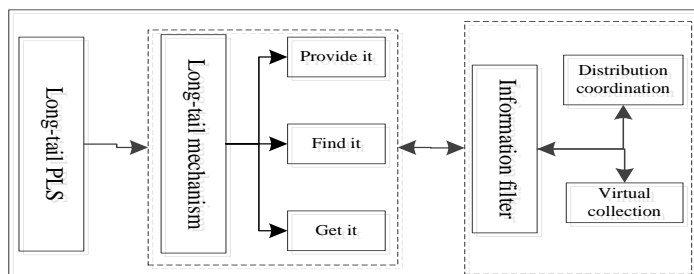 Long-tail PLS
Long-tail mechanism
Provide it
Find it
Get it
Information filter
Distribution
coordination
Virtual
collection